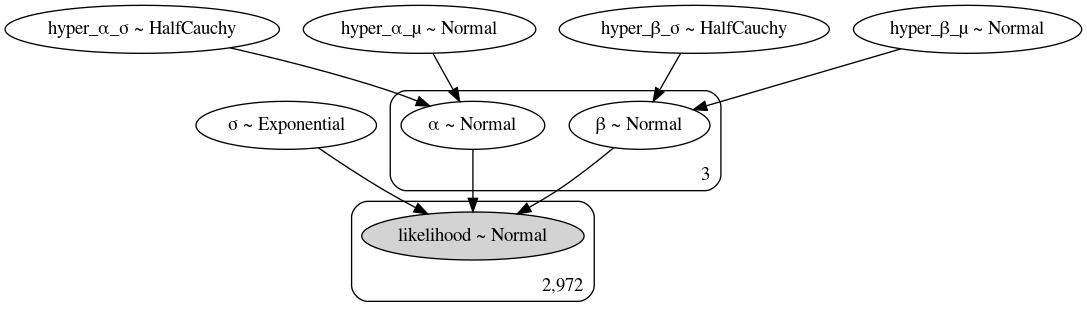 hyper_α_σ ~ HalfCauchy
hyper_α_μ ~ Normal
hyper_β_σ ~ HalfCauchy
hyper_β_μ ~ Normal
σ ~ Exponential
α ~ Normal
β ~ Normal
3
likelihood ~ Normal
2,972